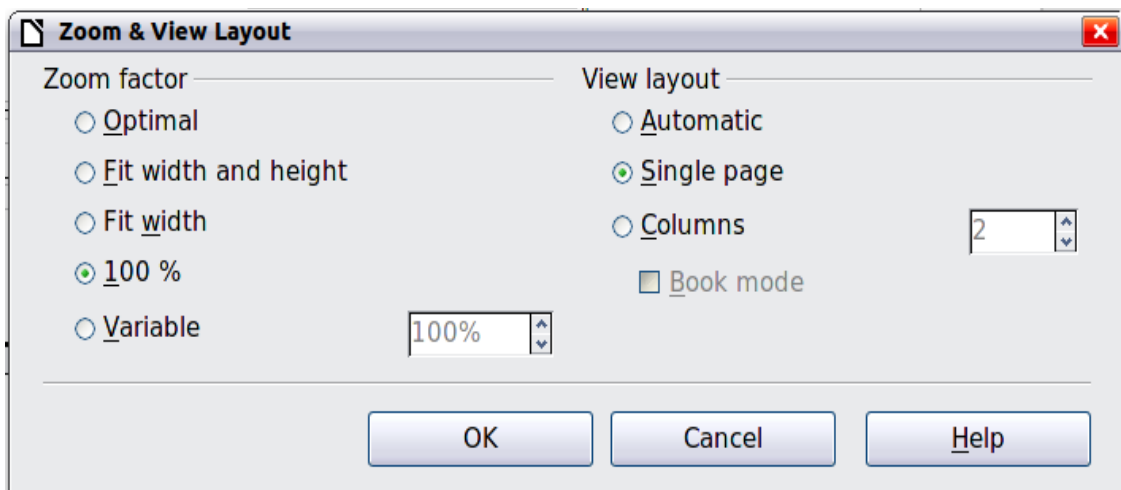 Zoom & View Layout
Zoom factor
Optimal
Fit width and height
Fit width
100 %
Variable
100%
View layout
Automatic
Single page
Columns
2
Book mode
OK
Cancel
Help